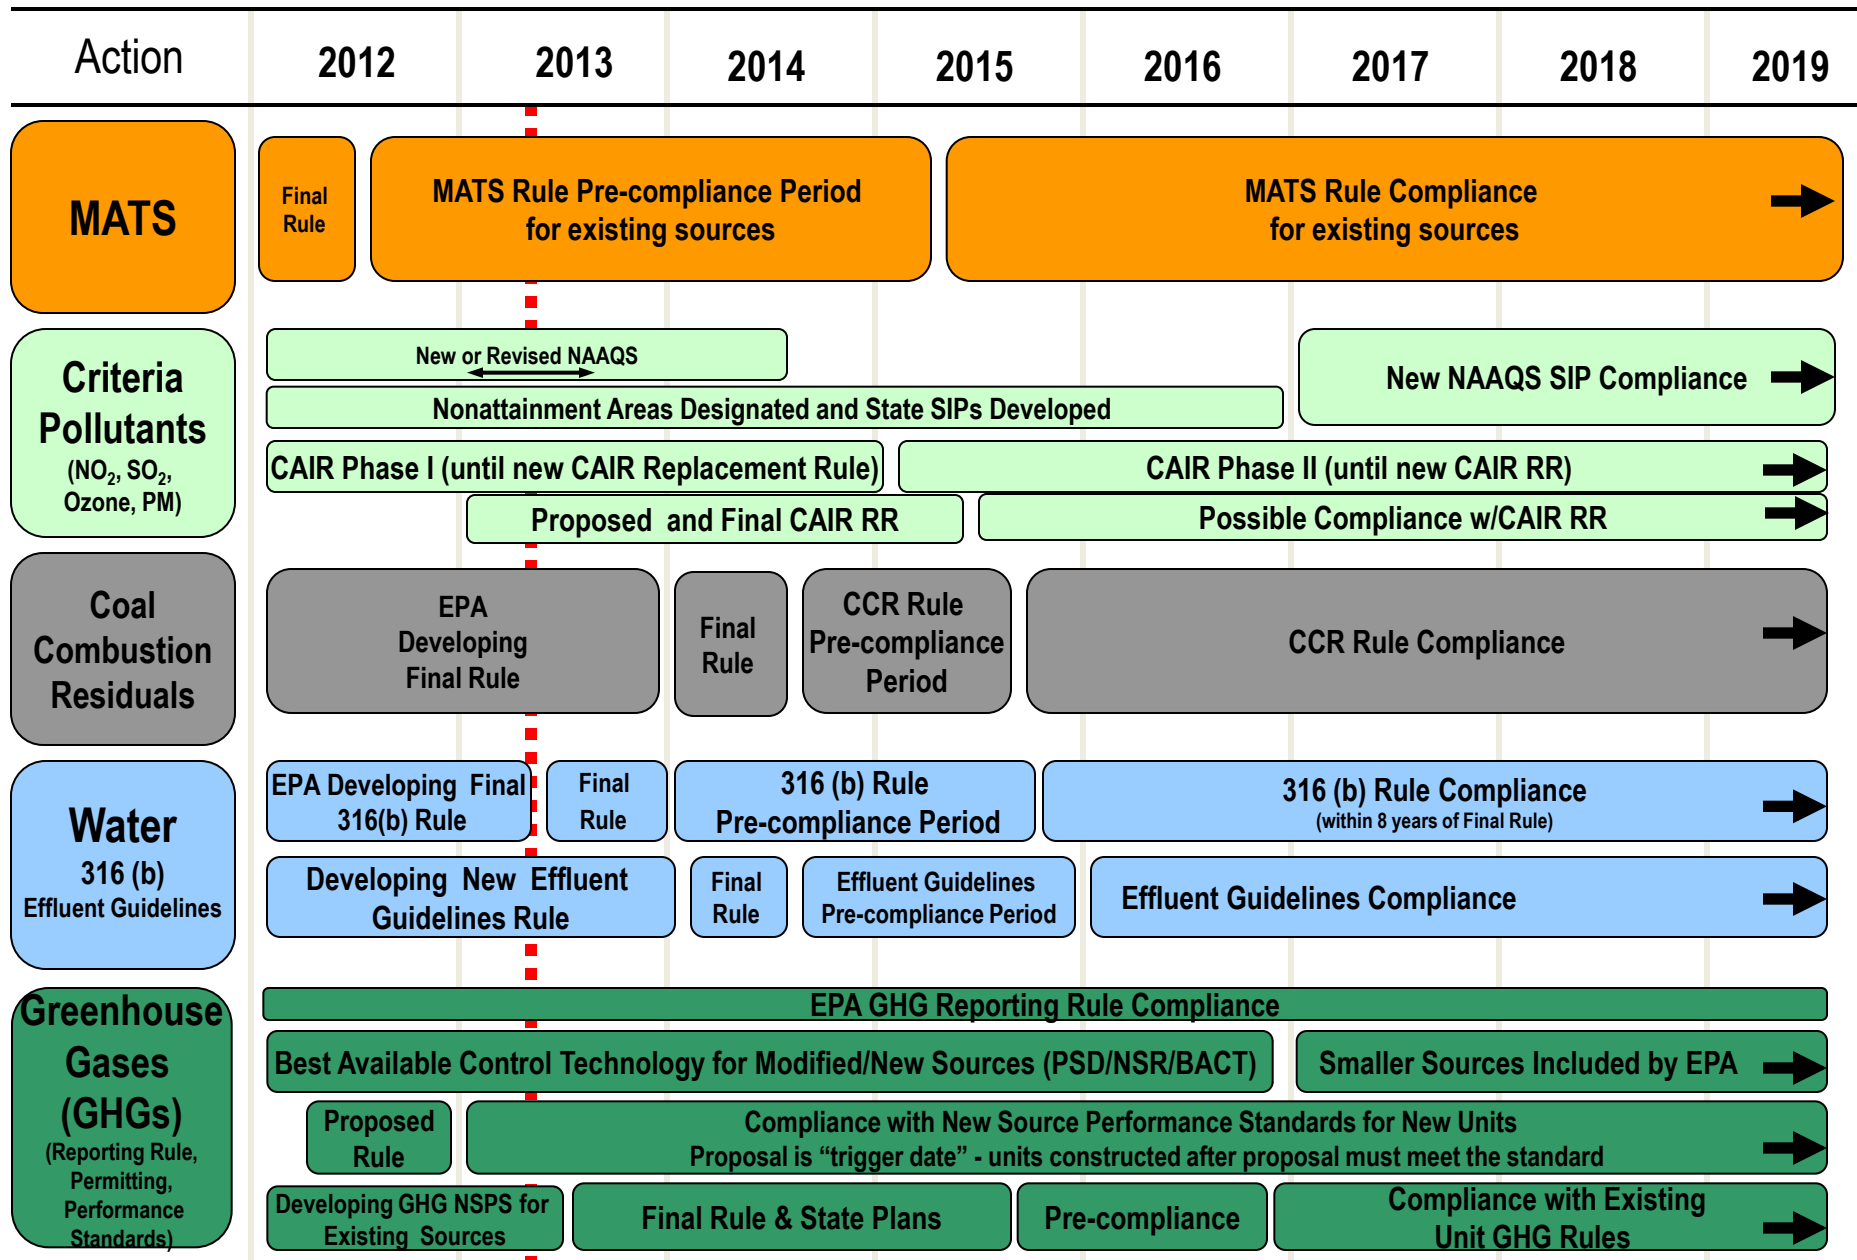 Action
2012
2013
2014
2015
2016
2017
2018
2019
MATS
Final
Rule
MATS Rule Pre-compliance Period
for existing sources
MATS Rule Compliance
for existing sources
Criteria
Pollutants
(NO₂, SO₂,
Ozone, PM)
New or Revised NAAQS
Nonattainment Areas Designated and State SIPs Developed
New NAAQS SIP Compliance
CAIR Phase I (until new CAIR Replacement Rule)
CAIR Phase II (until new CAIR RR)
Proposed and Final CAIR RR
Possible Compliance w/CAIR RR
Coal
Combustion
Residuals
EPA
Developing
Final Rule
Final
Rule
CCR Rule
Pre-compliance
Period
CCR Rule Compliance
Water
316 (b)
Effluent Guidelines
EPA Developing Final
316(b) Rule
Final
Rule
316 (b) Rule
Pre-compliance Period
316 (b) Rule Compliance
(within 8 years of Final Rule)
Developing New Effluent
Guidelines Rule
Final
Rule
Effluent Guidelines
Pre-compliance Period
Effluent Guidelines Compliance
Greenhouse
Gases
(GHGs)
(Reporting Rule,
Permitting,
Performance
Standards)
EPA GHG Reporting Rule Compliance
Best Available Control Technology for Modified/New Sources (PSD/NSR/BACT)
Smaller Sources Included by EPA
Proposed
Rule
Compliance with New Source Performance Standards for New Units
Proposal is “trigger date” - units constructed after proposal must meet the standard
Developing GHG NSPS for
Existing Sources
Final Rule & State Plans
Pre-compliance
Compliance with Existing
Unit GHG Rules